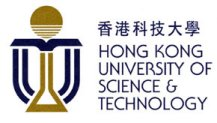 香港科技大學
HONG KONG
UNIVERSITY OF
SCIENCE &
TECHNOLOGY